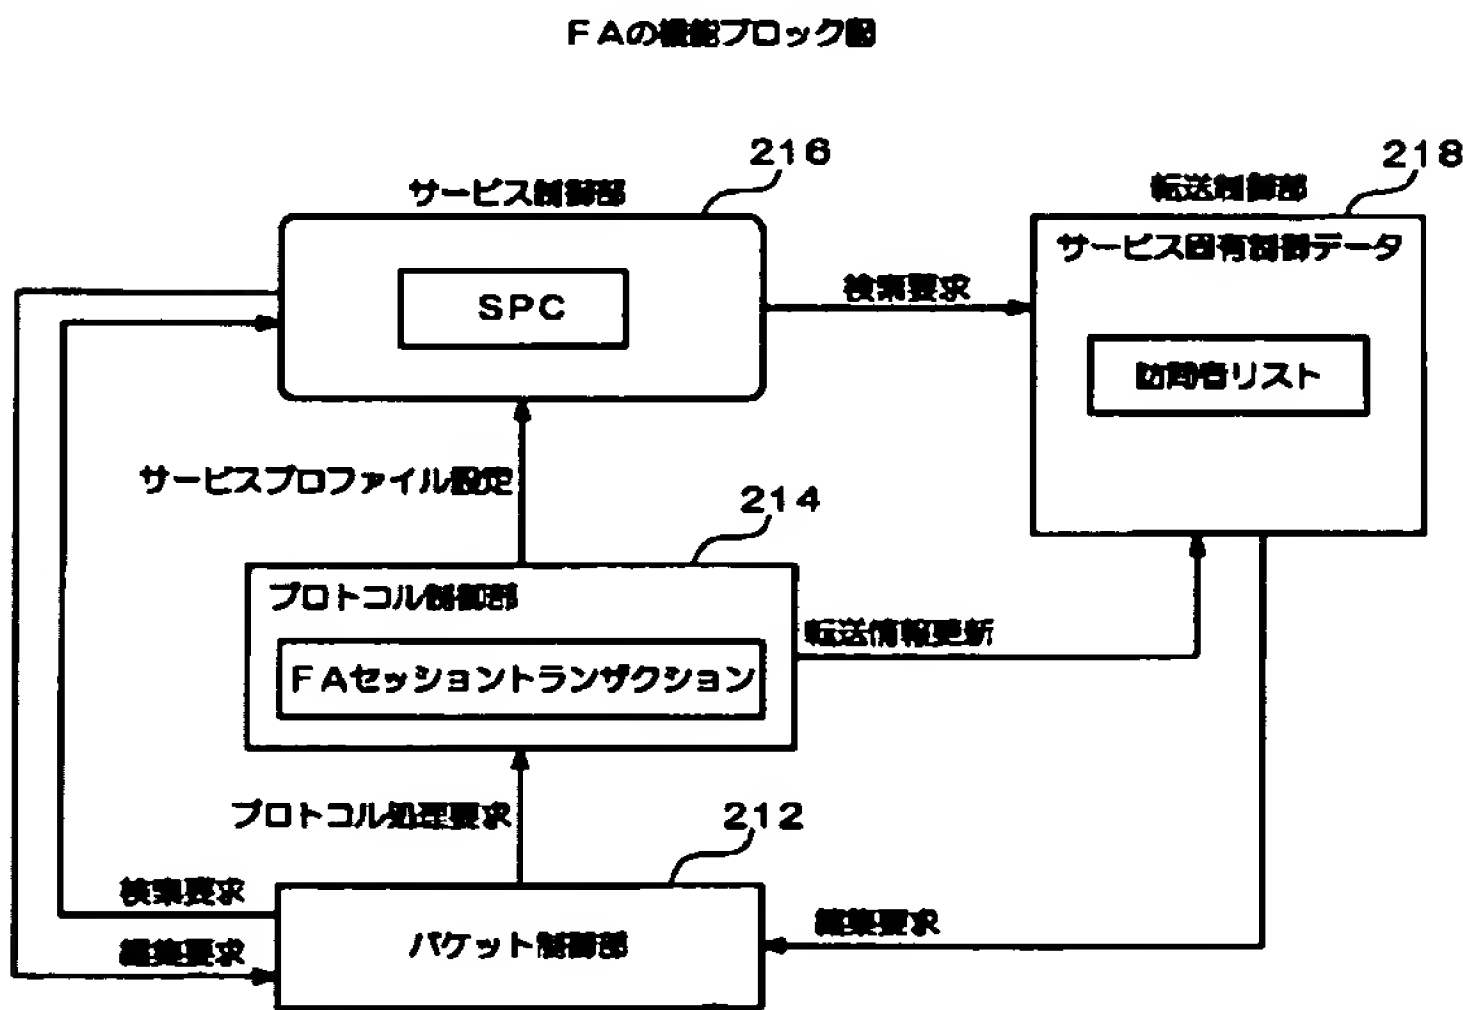 FAの機能ブロック図
216
サービス制御部
SPC
検索要求
218
転送制御部
サービス固有制御データ
訪問者リスト
サービスプロファイル設定
214
プロトコル制御部
FAセッショントランザクション
転送情報更新
プロトコル処理要求
212
検索要求
編集要求
パケット制御部
編集要求